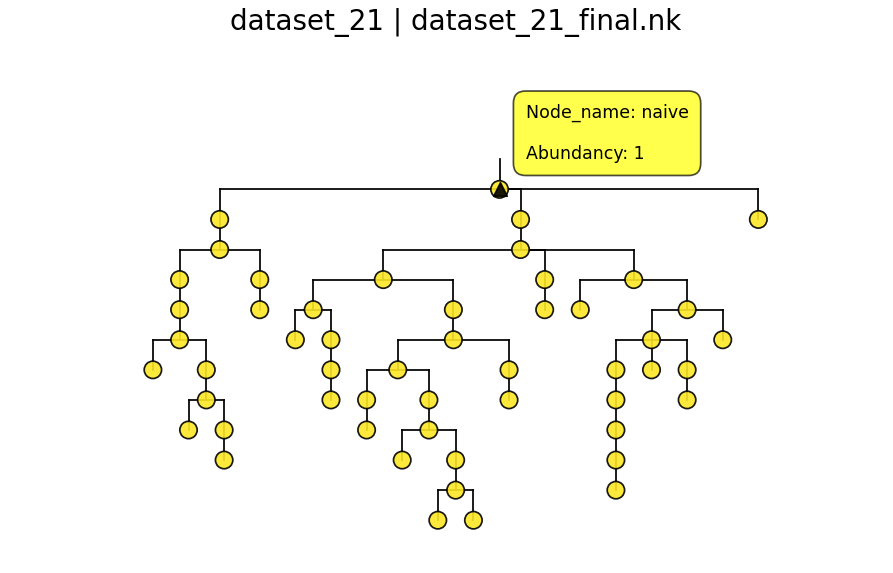 dataset_21 | dataset_21_final.nk
Node_name: naive
Abundancy: 1